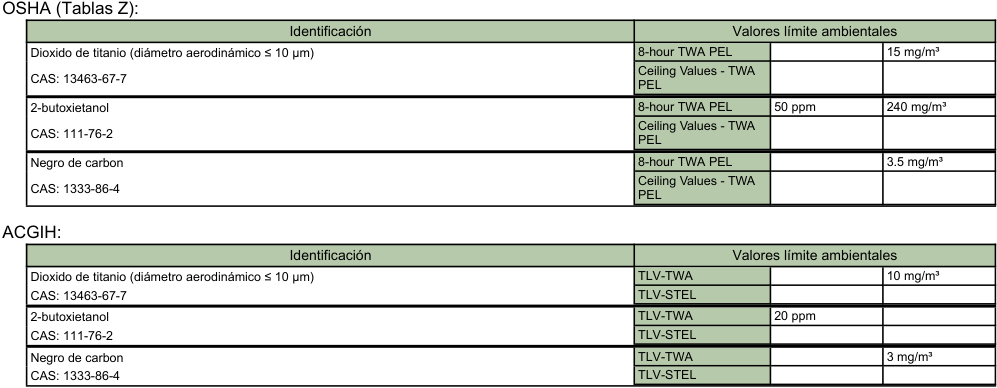 OSHA (Tablas Z):
Identificación Valores límite ambientales
Dioxido de titanio (diámetro aerodinámico ≤ 10 µm) 8-hour TWA PEL 15 mg/m³
CAS: 13463-67-7 Ceiling Values - TWA
PEL
2-butoxietanol 8-hour TWA PEL 50 ppm 240 mg/m³
CAS: 111-76-2 Ceiling Values - TWA
PEL
Negro de carbon 8-hour TWA PEL 3.5 mg/m³
CAS: 1333-86-4 Ceiling Values - TWA
PEL
ACGIH:
Identificación Valores límite ambientales
Dioxido de titanio (diámetro aerodinámico ≤ 10 µm) TLV-TWA 10 mg/m³
CAS: 13463-67-7 TLV-STEL
2-butoxietanol TLV-TWA 20 ppm
CAS: 111-76-2 TLV-STEL
Negro de carbon TLV-TWA 3 mg/m³
CAS: 1333-86-4 TLV-STEL